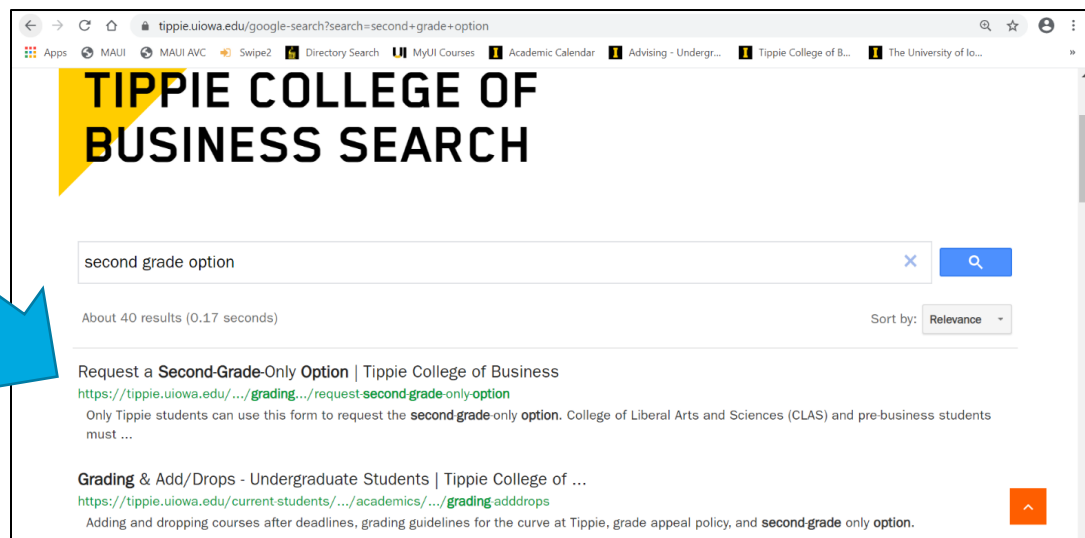 tippie.uiowa.edu/google-search?search=second+grade+option
Apps MAUI MAUI AVC Swipe2 Directory Search MyUI Courses Academic Calendar Advising - Undergr... Tippie College of B... The University of Io... »
TIPPIE COLLEGE OF
BUSINESS SEARCH
second grade option
About 40 results (0.17 seconds) Sort by: Relevance
Request a Second-Grade-Only Option | Tippie College of Business
https://tippie.uiowa.edu/.../grading.../request-second-grade-only-option
Only Tippie students can use this form to request the second-grade-only option. College of Liberal Arts and Sciences (CLAS) and pre-business students
must ...
Grading & Add/Drops - Undergraduate Students | Tippie College of ...
https://tippie.uiowa.edu/current-students/.../academics/.../grading-adddrops
Adding and dropping courses after deadlines, grading guidelines for the curve at Tippie, grade appeal policy, and second-grade only option.